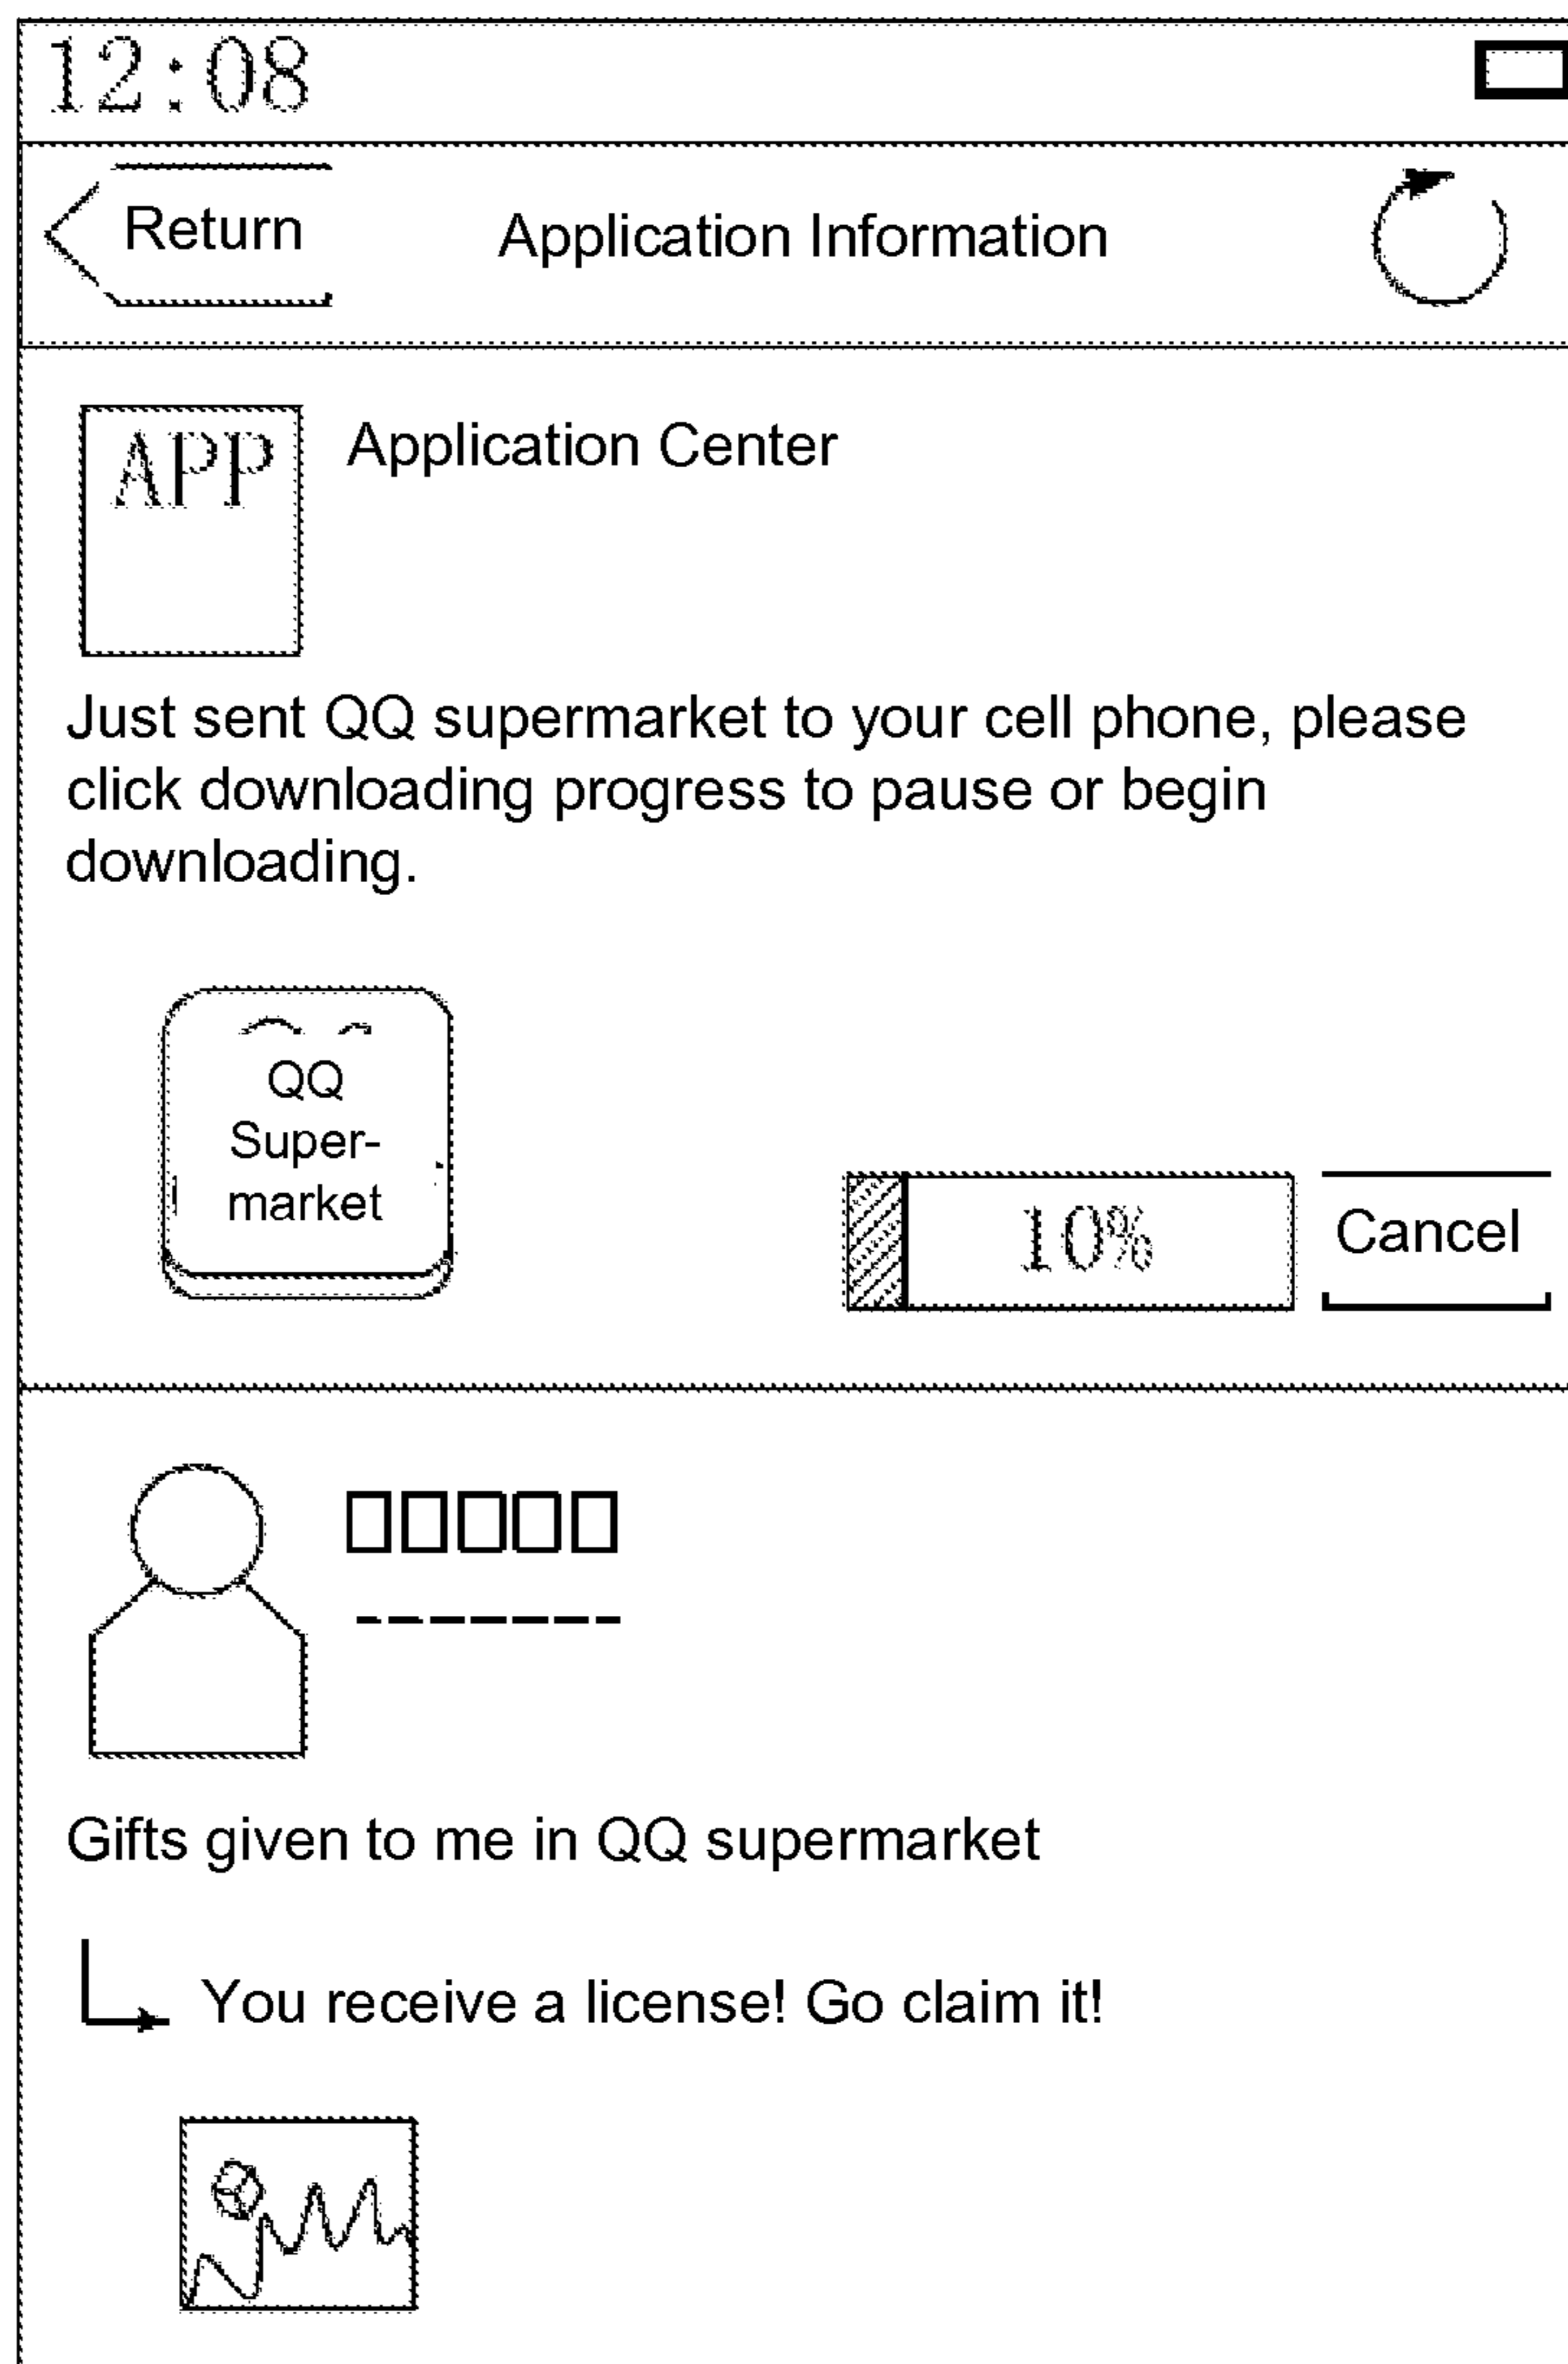 12:08
Return
Application Information
APP
Application Center
Just sent QQ supermarket to your cell phone, please
click downloading progress to pause or begin
downloading.
QQ
Super-
market
10%
Cancel
Gifts given to me in QQ supermarket
You receive a license! Go claim it!